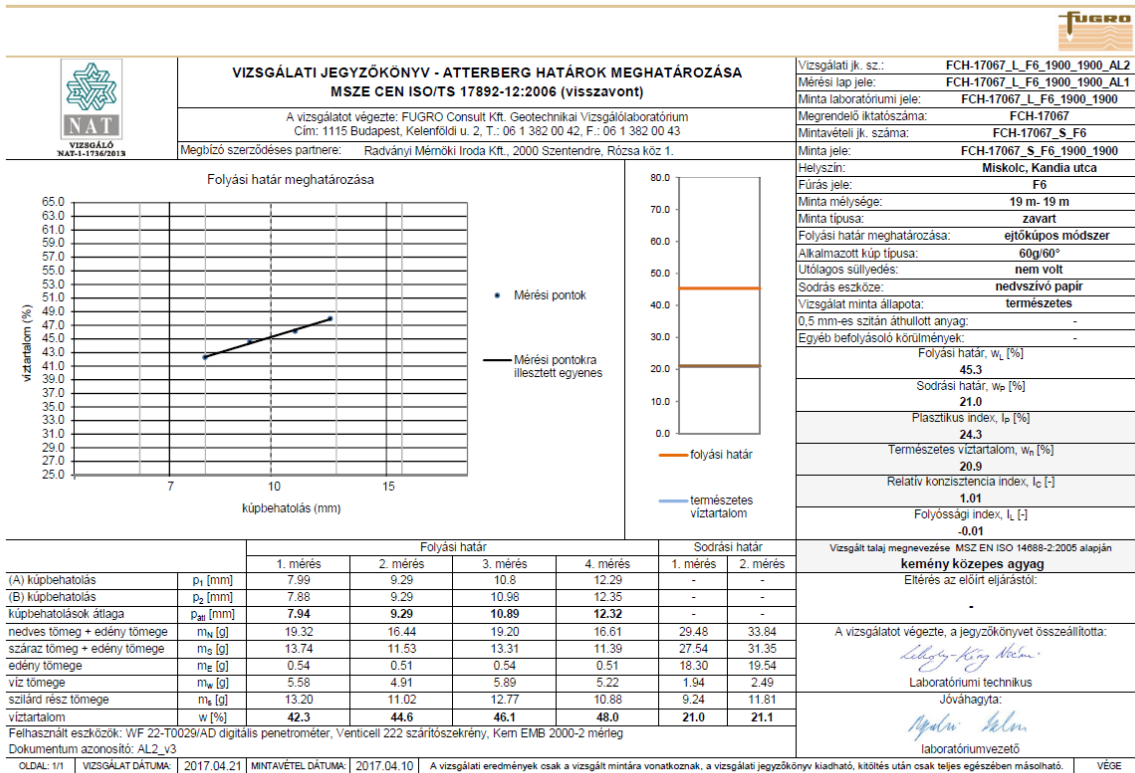 FUGRO
NAT
VIZSGÁLÓ
NAT-1-1736/2013
VIZSGÁLATI JEGYZŐKÖNYV - ATTERBERG HATÁROK MEGHATÁROZÁSA
MSZE CEN ISO/TS 17892-12:2006 (visszavont)
A vizsgálatot végezte: FUGRO Consult Kft. Geotechnikai Vizsgálólaboratórium
Cím: 1115 Budapest, Kelenföldi u. 2, T.: 06 1 382 00 42, F.: 06 1 382 00 43
Megbízó szerződéses partnere: Radványi Mérnöki Iroda Kft., 2000 Szentendre, Rózsa köz 1.
Vizsgálati jk. sz.: FCH-17067_L_F6_1900_1900_AL2
Mérési lap jele: FCH-17067_L_F6_1900_1900_AL1
Minta laboratóriumi jele: FCH-17067_L_F6_1900_1900
Megrendelő iktatószáma: FCH-17067
Mintavételi jk. száma: FCH-17067_S_F6
Minta jele: FCH-17067_S_F6_1900_1900
Helyszín: Miskolc, Kandia utca
Fúrás jele: F6
Minta mélysége: 19 m- 19 m
Minta típusa: zavart
Folyási határ meghatározása: ejtőkúpos módszer
Alkalmazott kúp típusa: 60g/60°
Utólagos süllyedés: nem volt
Sodrás eszköze: nedvszívó papír
Vizsgálat minta állapota: természetes
0,5 mm-es szitán áthullott anyag: -
Egyéb befolyásoló körülmények: -
Folyási határ, wL [%]
45.3
Sodrási határ, wP [%]
21.0
Plasztikus index, IP [%]
24.3
Természetes víztartalom, wn [%]
20.9
Relatív konzisztencia index, IC [-]
1.01
Folyóssági index, IL [-]
-0.01
Folyási határ meghatározása
65.0
63.0
61.0
59.0
57.0
55.0
53.0
51.0
49.0
47.0
45.0
43.0
41.0
39.0
37.0
35.0
33.0
31.0
29.0
27.0
25.0
víztartalom (%)
7 10 15
kúpbehatolás (mm)
Mérési pontok
Mérési pontokra
illesztett egyenes
80.0
70.0
60.0
50.0
40.0
30.0
20.0
10.0
0.0
folyási határ
természetes
víztartalom
Folyási határ Sodrási határ
1. mérés 2. mérés 3. mérés 4. mérés 1. mérés 2. mérés
(A) kúpbehatolás p1 [mm] 7.99 9.29 10.8 12.29 - -
(B) kúpbehatolás p2 [mm] 7.88 9.29 10.98 12.35 - -
kúpbehatolások átlaga patl [mm] 7.94 9.29 10.89 12.32 - -
nedves tömeg + edény tömege mN [g] 19.32 16.44 19.20 16.61 29.48 33.84
száraz tömeg + edény tömege mS [g] 13.74 11.53 13.31 11.39 27.54 31.35
edény tömege mE [g] 0.54 0.51 0.54 0.51 18.30 19.54
víz tömege mw [g] 5.58 4.91 5.89 5.22 1.94 2.49
szilárd rész tömege ms [g] 13.20 11.02 12.77 10.88 9.24 11.81
víztartalom w [%] 42.3 44.6 46.1 48.0 21.0 21.1
Felhasznált eszközök: WF 22-T0029/AD digitális penetrométer, Venticell 222 szárítószekrény, Kern EMB 2000-2 mérleg
Dokumentum azonosító: AL2_v3
Vizsgált talaj megnevezése MSZ EN ISO 14688-2:2005 alapján
kemény közepes agyag
Eltérés az előírt eljárástól:
-
A vizsgálatot végezte, a jegyzőkönyvet összeállította:
Laboratóriumi technikus
Jóváhagyta:
laboratóriumvezető
OLDAL: 1/1 VIZSGÁLAT DÁTUMA: 2017.04.21 MINTAVÉTEL DÁTUMA: 2017.04.10 A vizsgálati eredmények csak a vizsgált mintára vonatkoznak, a vizsgálati jegyzőkönyv kiadható, kitöltés után csak teljes egészében másolható. VÉGE